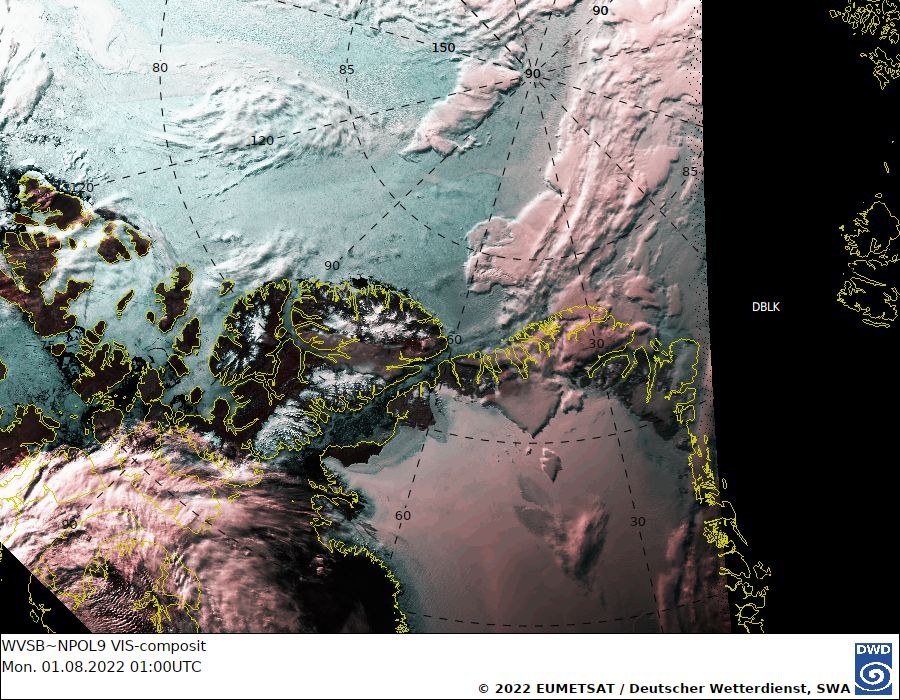 90
150
80
85
90
120
85
120
90
DBLK
60
30
60
30
90
WVSB~NPOL9 VIS-composit
Mon. 01.08.2022 01:00UTC
DWD
© 2022 EUMETSAT / Deutscher Wetterdienst, SWA